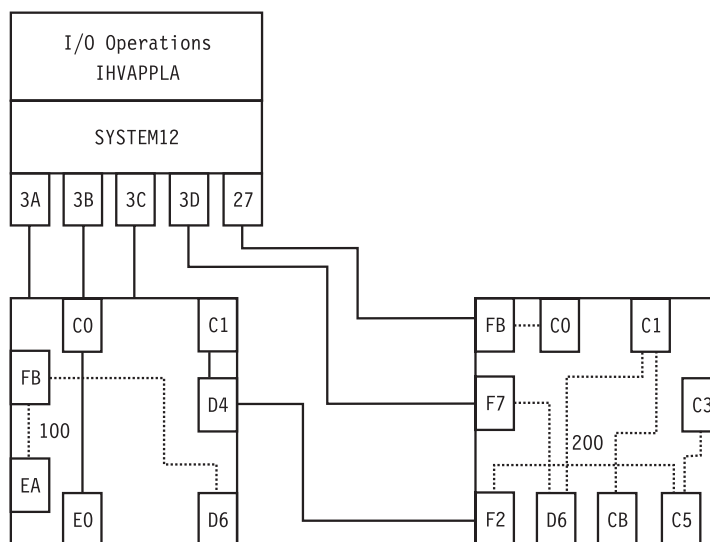 I/O Operations
IHVAPPLA
SYSTEM12
3A 3B 3C 3D 27
C0 C1 FB C0 C1
FB D4 F7 C3
100 200
EA
E0 D6 F2 D6 CB C5